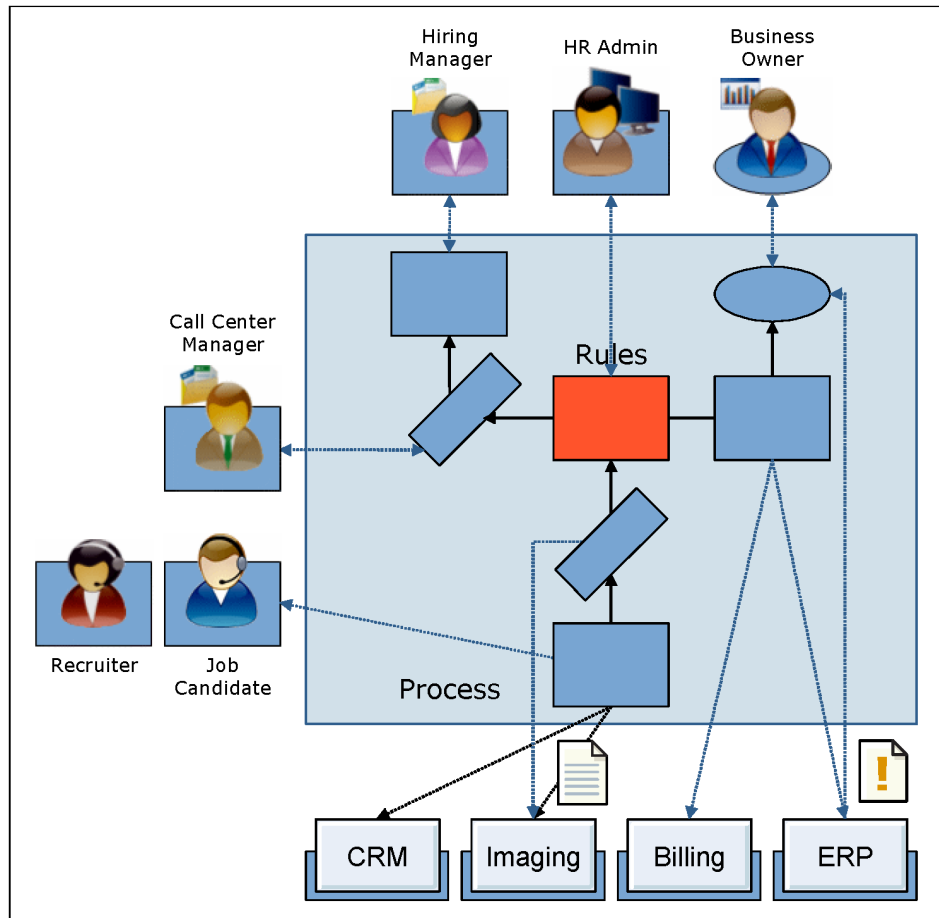 Hiring
Manager
HR Admin
Business
Owner
Call Center
Manager
Rules
Recruiter
Job
Candidate
Process
CRM
Imaging
Billing
ERP